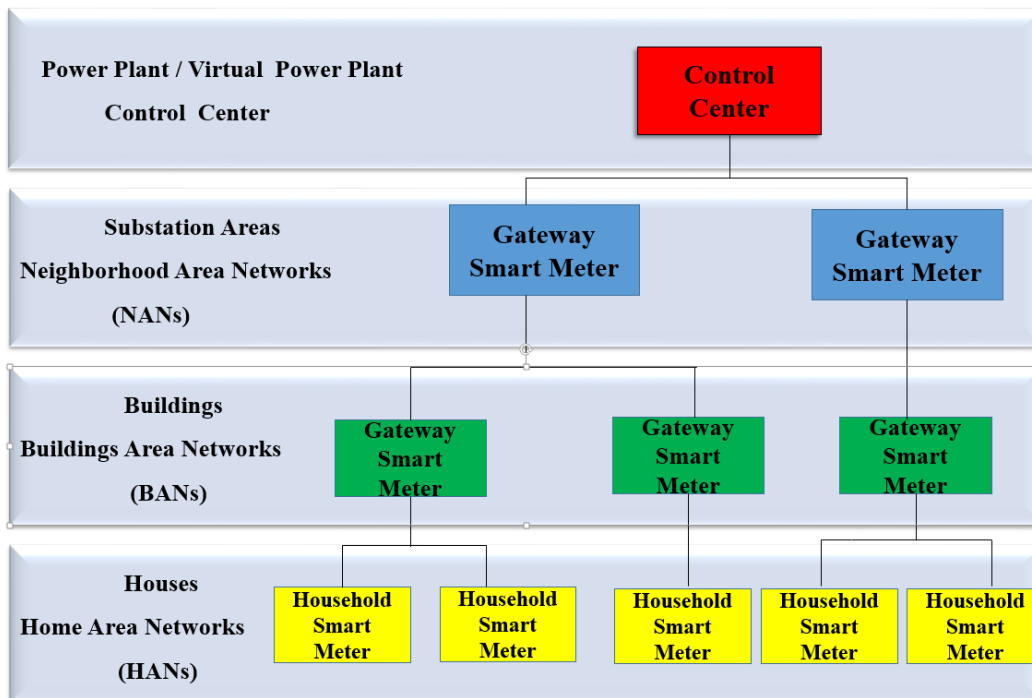 Power Plant / Virtual Power Plant
Control Center
Control
Center
Substation Areas
Neighborhood Area Networks
(NANs)
Gateway
Smart Meter
Gateway
Smart Meter
Buildings
Buildings Area Networks
(BANs)
Gateway
Smart
Meter
Gateway
Smart
Meter
Gateway
Smart
Meter
Houses
Home Area Networks
(HANs)
Household
Smart
Meter
Household
Smart
Meter
Household
Smart
Meter
Household
Smart
Meter
Household
Smart
Meter